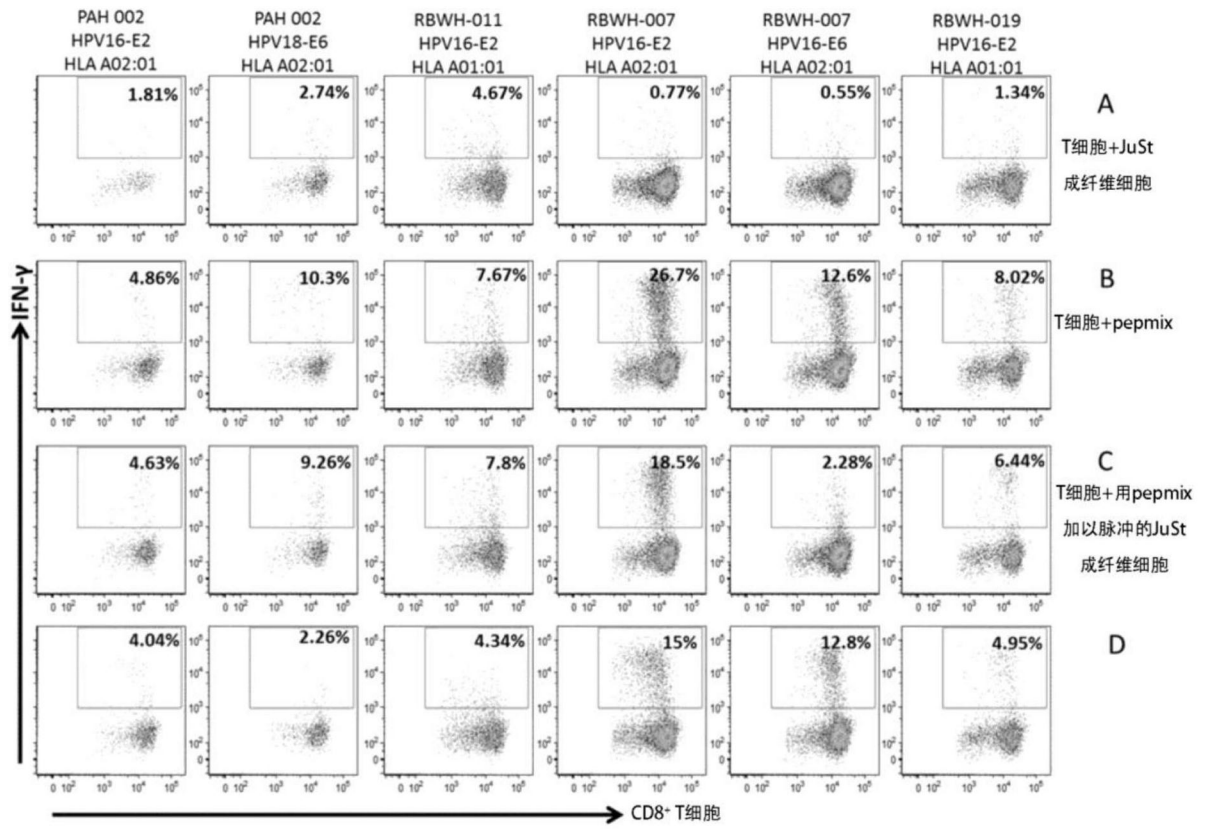 PAH 002 PAH 002 RBWH-011 RBWH-007 RBWH-007 RBWH-019
HPV16-E2 HPV18-E6 HPV16-E2 HPV16-E2 HPV16-E6 HPV16-E2
HLA A02:01 HLA A02:01 HLA A01:01 HLA A02:01 HLA A02:01 HLA A01:01
1.81% 2.74% 4.67% 0.77% 0.55% 1.34%
A
T细胞+JuSt
成纤维细胞
4.86% 10.3% 7.67% 26.7% 12.6% 8.02%
B
T细胞+pepmix
4.63% 9.26% 7.8% 18.5% 2.28% 6.44%
C
T细胞+用pepmix
加以脉冲的JuSt
成纤维细胞
4.04% 2.26% 4.34% 15% 12.8% 4.95%
D
IFN-γ
CD8⁺ T细胞